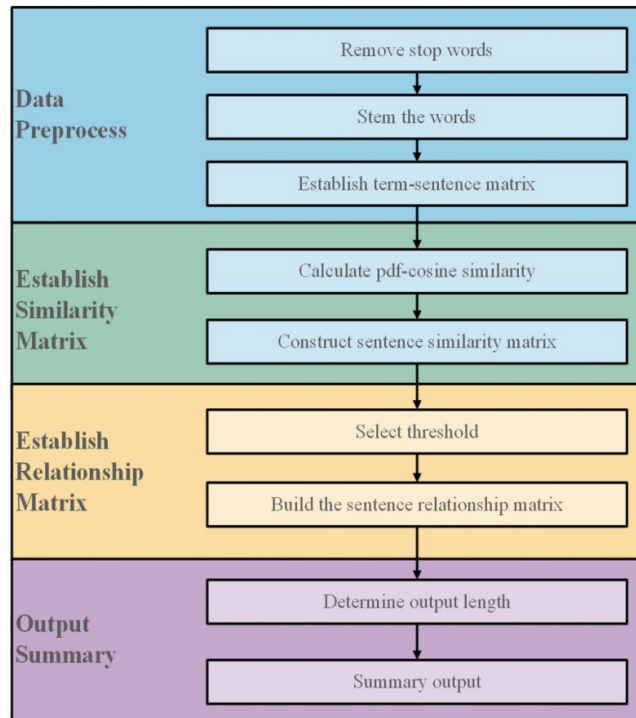 Data
Preprocess
Remove stop words
Stem the words
Establish term-sentence matrix
Establish
Similarity
Matrix
Calculate pdf-cosine similarity
Construct sentence similarity matrix
Establish
Relationship
Matrix
Select threshold
Build the sentence relationship matrix
Output
Summary
Determine output length
Summary output